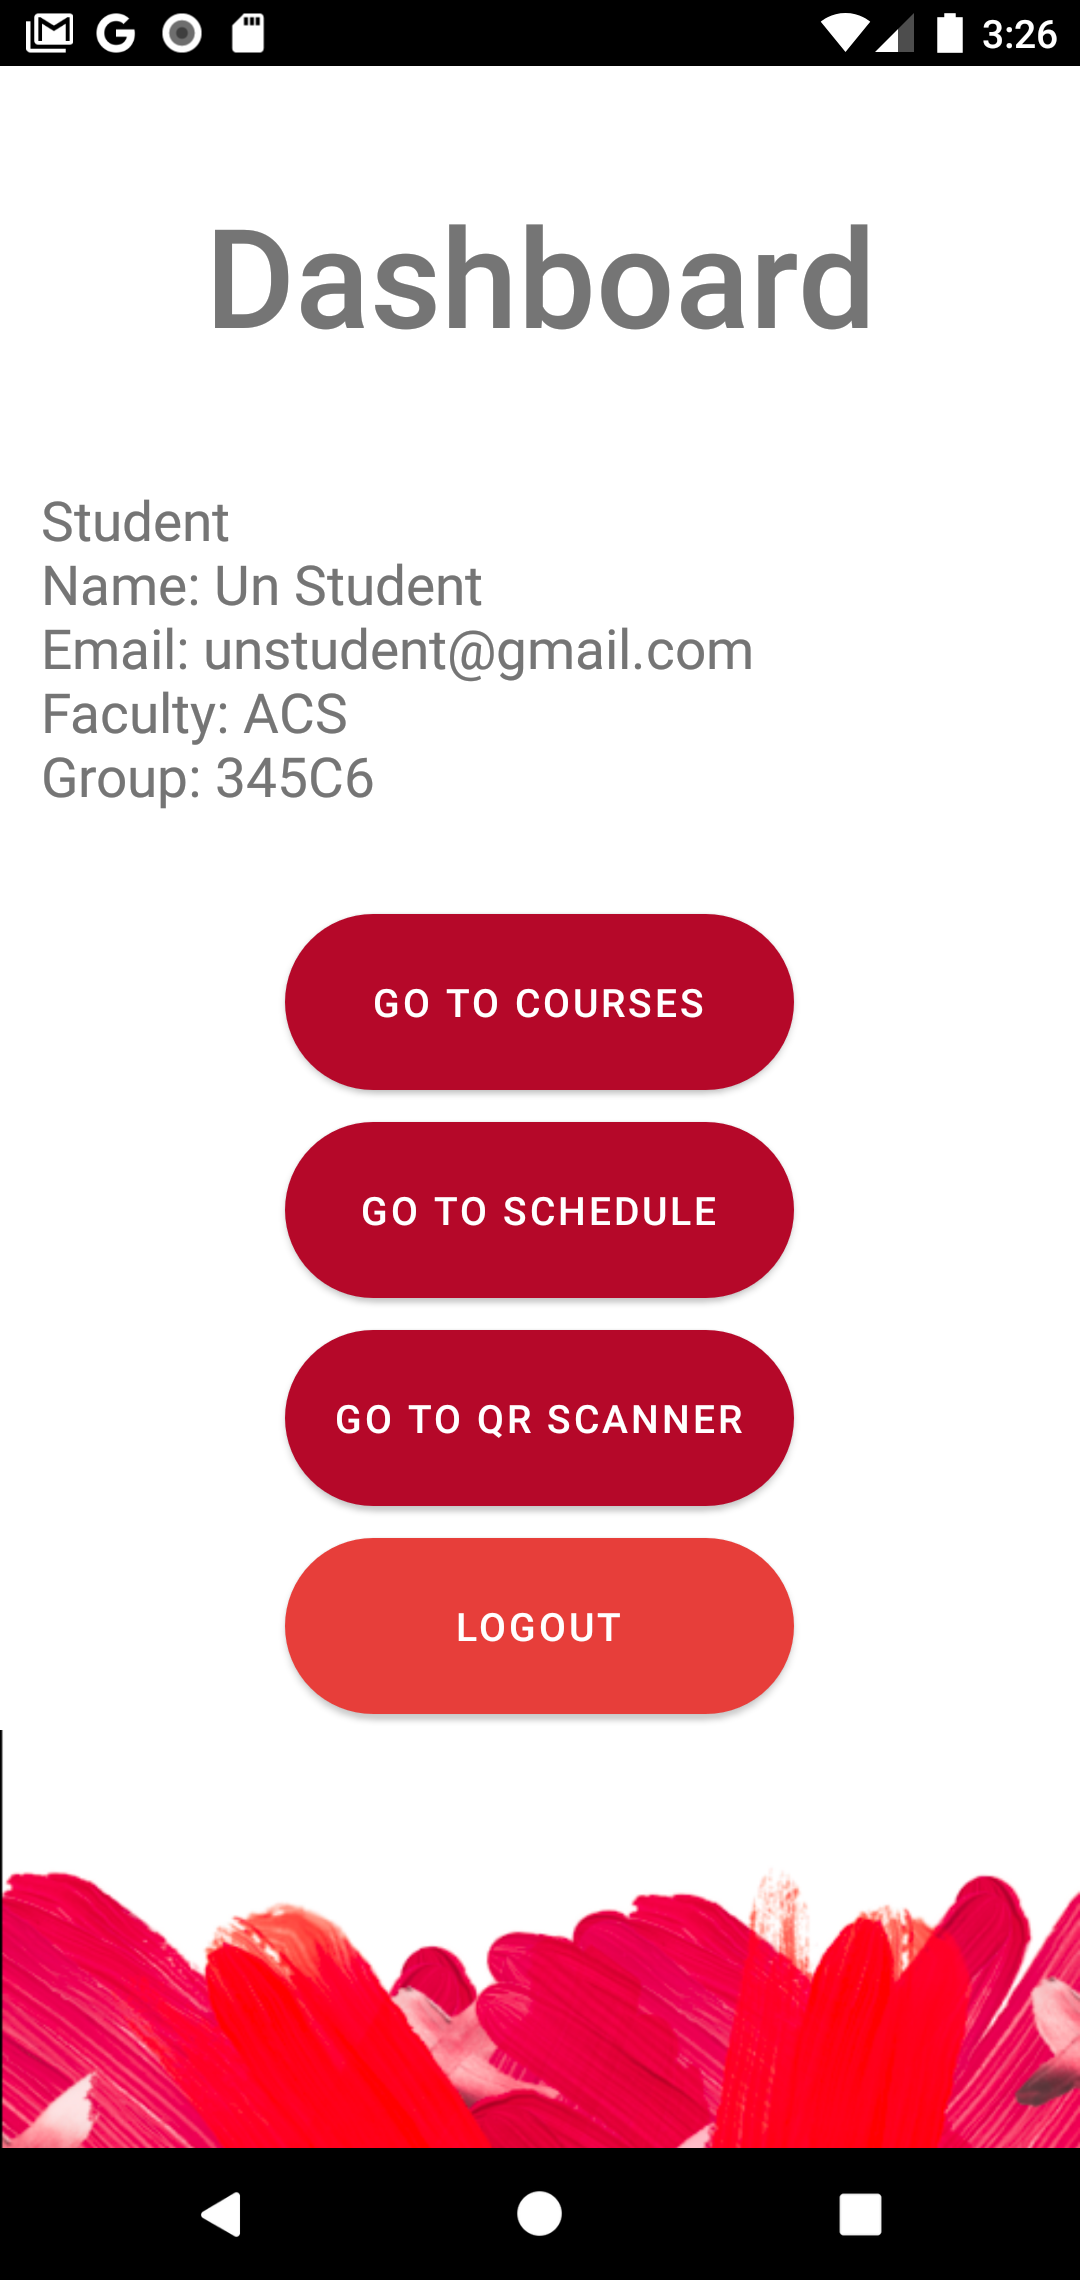 3:26
Dashboard
Student
Name: Un Student
Email: unstudent@gmail.com
Faculty: ACS
Group: 345C6
GO TO COURSES
GO TO SCHEDULE
GO TO QR SCANNER
LOGOUT